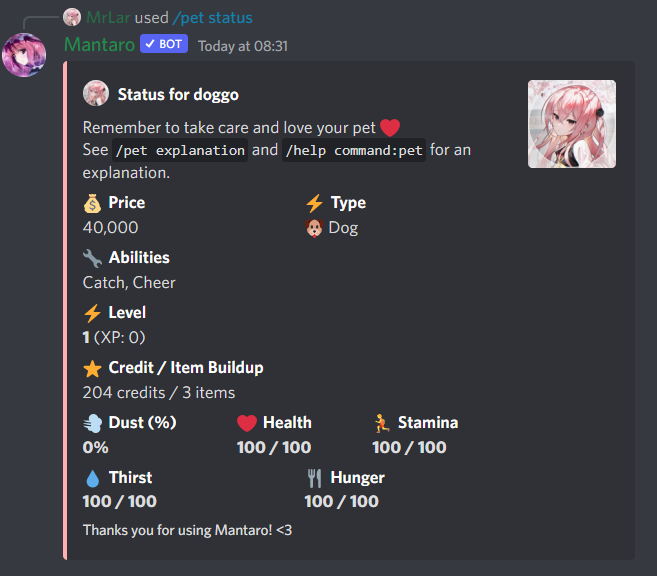 MrLar used /pet status
Mantaro ✓ BOT Today at 08:31
Status for doggo
Remember to take care and love your pet ❤️
See /pet explanation and /help command:pet for an
explanation.
Price Type
40,000 Dog
Abilities
Catch, Cheer
Level
1 (XP: 0)
Credit / Item Buildup
204 credits / 3 items
Dust (%) Health Stamina
0% 100 / 100 100 / 100
Thirst Hunger
100 / 100 100 / 100
Thanks you for using Mantaro! <3